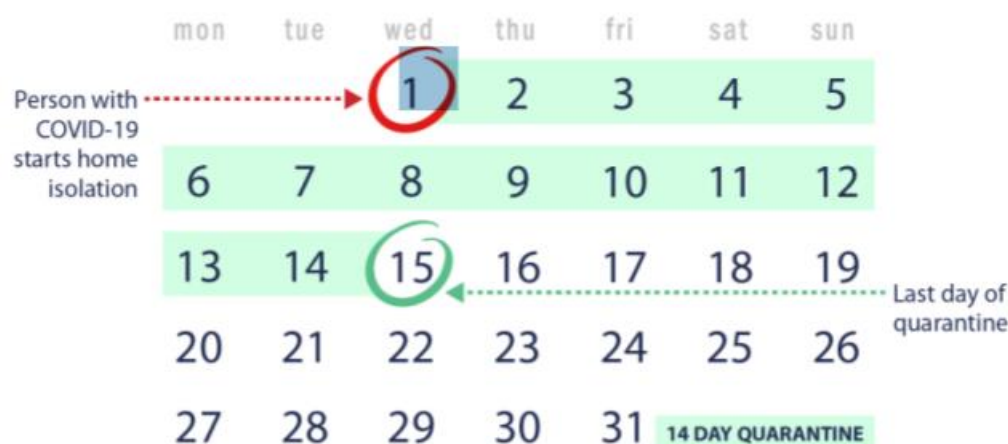 mon tue wed thu fri sat sun
Person with
COVID-19
starts home
isolation
1 2 3 4 5
6 7 8 9 10 11 12
13 14 15 16 17 18 19
Last day of
quarantine
20 21 22 23 24 25 26
27 28 29 30 31
14 DAY QUARANTINE